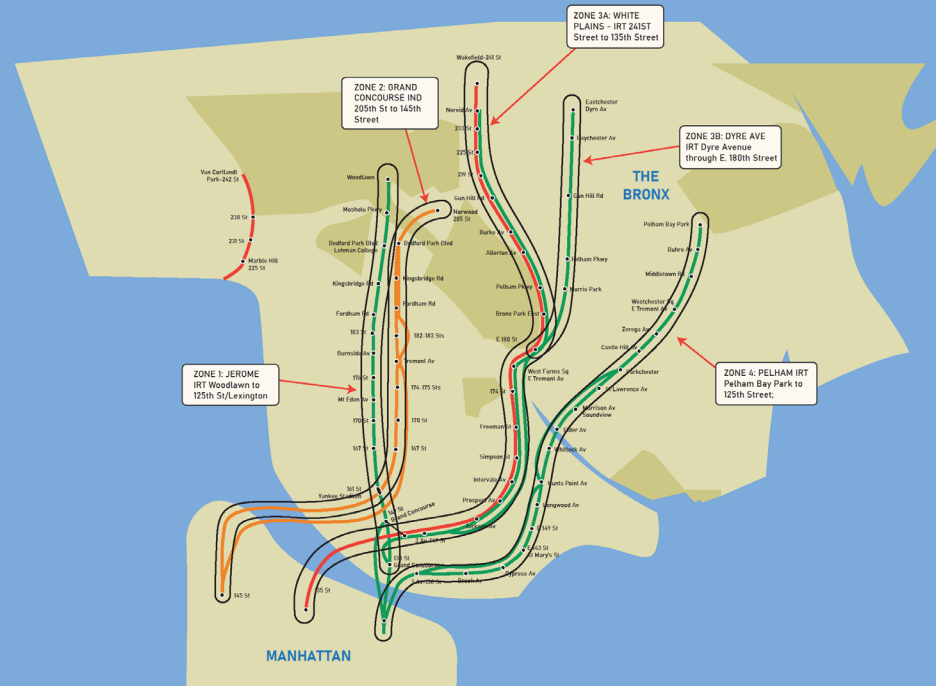 ZONE 3A: WHITE
PLAINS - IRT 241ST
Street to 135th Street
Wakefield-241 St
ZONE 2: GRAND
CONCOURSE IND
205th St to 145th
Street
Nereid Av
233 St
225 St
219 St
Gun Hill Rd
Burke Av
Allerton Av
Pelham Pkwy
Bronx Park East
E 180 St
Eastchester
Dyre Av
Baychester Av
Gun Hill Rd
Pelham Pkwy
Morris Park
ZONE 3B: DYRE AVE
IRT Dyre Avenue
through E. 180th Street
THE
BRONX
Van Cortlandt
Park-242 St
238 St
231 St
Marble Hill
225 St
Woodlawn
Mosholu Pkwy
Bedford Park Blvd
Lehman College
Kingsbridge Rd
Fordham Rd
183 St
Burnside Av
176 St
Mt Eden Av
170 St
167 St
161 St
Yankee Stadium
Norwood
205 St
Bedford Park Blvd
Kingsbridge Rd
Fordham Rd
182-183 Sts
Tremont Av
174-175 Sts
170 St
167 St
Pelham Bay Park
Buhre Av
Middletown Rd
Westchester Sq
E Tremont Av
Zerega Av
Castle Hill Av
Parkchester
St Lawrence Av
Morrison Av
Soundview
Elder Av
Whitlock Av
Hunts Point Av
Longwood Av
E 149 St
E 143 St
St Mary's St
Cypress Av
Brook Av
3 Av-138 St
ZONE 1: JEROME
IRT Woodlawn to
125th St/Lexington
ZONE 4: PELHAM IRT
Pelham Bay Park to
125th Street;
West Farms Sq
E Tremont Av
174 St
Freeman St
Simpson St
Intervale Av
Prospect Av
Jackson Av
3 Av-149 St
149 St
Grand Concourse
138 St
Grand Concourse
145 St
135 St
MANHATTAN